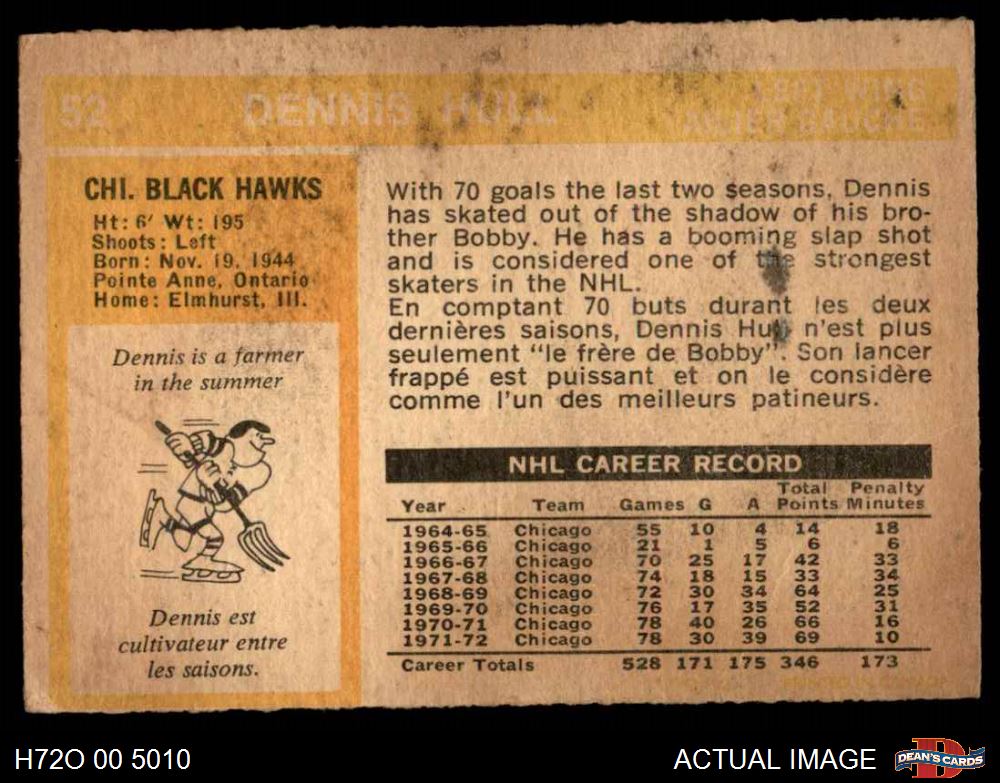 52
DENNIS HULL
LEFT WING
AILIER GAUCHE
CHI. BLACK HAWKS
Ht: 6' Wt: 195
Shoots: Left
Born: Nov. 19, 1944
Pointe Anne, Ontario
Home: Elmhurst, Ill.
Dennis is a farmer
in the summer
Dennis est
cultivateur entre
les saisons.
With 70 goals the last two seasons, Dennis
has skated out of the shadow of his bro-
ther Bobby. He has a booming slap shot
and is considered one of the strongest
skaters in the NHL.
En comptant 70 buts durant les deux
dernières saisons, Dennis Hull n'est plus
seulement "le frère de Bobby". Son lancer
frappé est puissant et on le considère
comme l'un des meilleurs patineurs.
NHL CAREER RECORD
Year Team Games G A Total Points Penalty Minutes
1964-65 Chicago 55 10 4 14 18
1965-66 Chicago 21 1 5 6 6
1966-67 Chicago 70 25 17 42 33
1967-68 Chicago 74 18 15 33 34
1968-69 Chicago 72 30 34 64 25
1969-70 Chicago 76 17 35 52 31
1970-71 Chicago 78 40 26 66 16
1971-72 Chicago 78 30 39 69 10
Career Totals 528 171 175 346 173
H72O 00 5010
ACTUAL IMAGE
D
DEAN'S CARDS